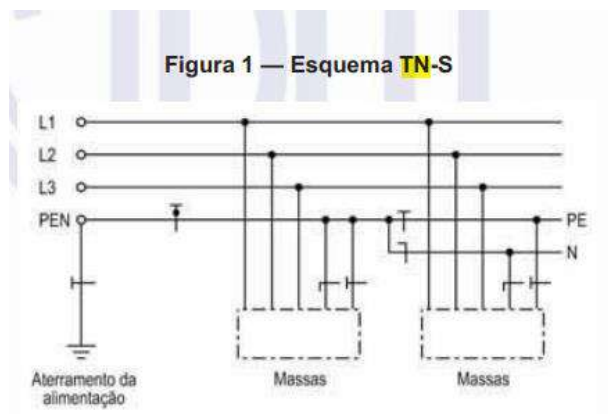 Figura 1 — Esquema TN-S
L1
L2
L3
PEN
PE
N
Massas
Massas
Aterramento da
alimentação